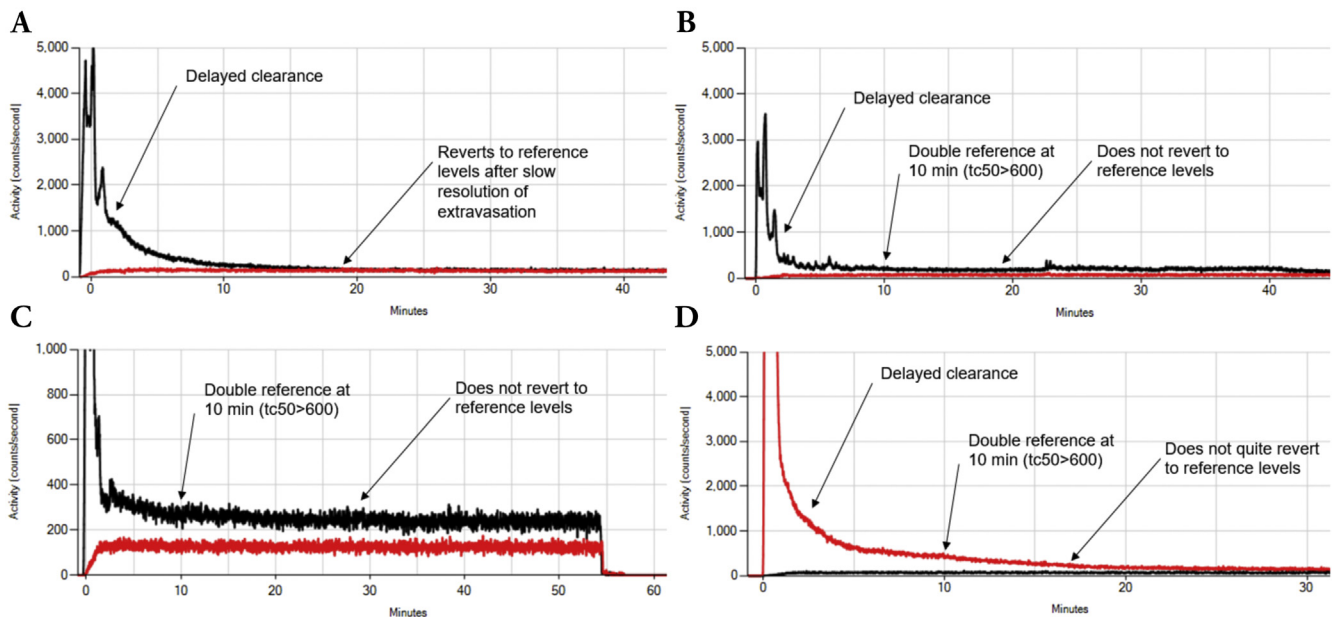 A
5,000
4,000
3,000
2,000
1,000
0
Activity [counts/second]
Delayed clearance
Reverts to reference
levels after slow
resolution of
extravasation
0
10
20
30
40
Minutes
B
5,000
4,000
3,000
2,000
1,000
0
Activity [counts/second]
Delayed clearance
Double reference at
10 min (tc50>600)
Does not revert to
reference levels
0
10
20
30
40
Minutes
C
1,000
800
600
400
200
0
Activity [counts/second]
Double reference at
10 min (tc50>600)
Does not revert to
reference levels
0
10
20
30
40
50
60
Minutes
D
5,000
4,000
3,000
2,000
1,000
0
Activity [counts/second]
Delayed clearance
Double reference at
10 min (tc50>600)
Does not quite revert
to reference levels
0
10
20
30
Minutes